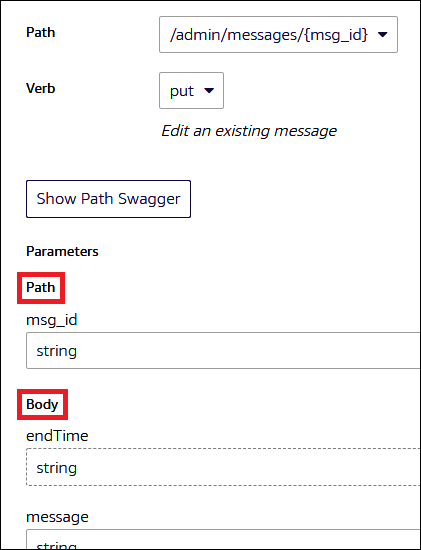 Path
/admin/messages/{msg_id}
Verb
put
Edit an existing message
Show Path Swagger
Parameters
Path
msg_id
string
Body
endTime
string
message
string